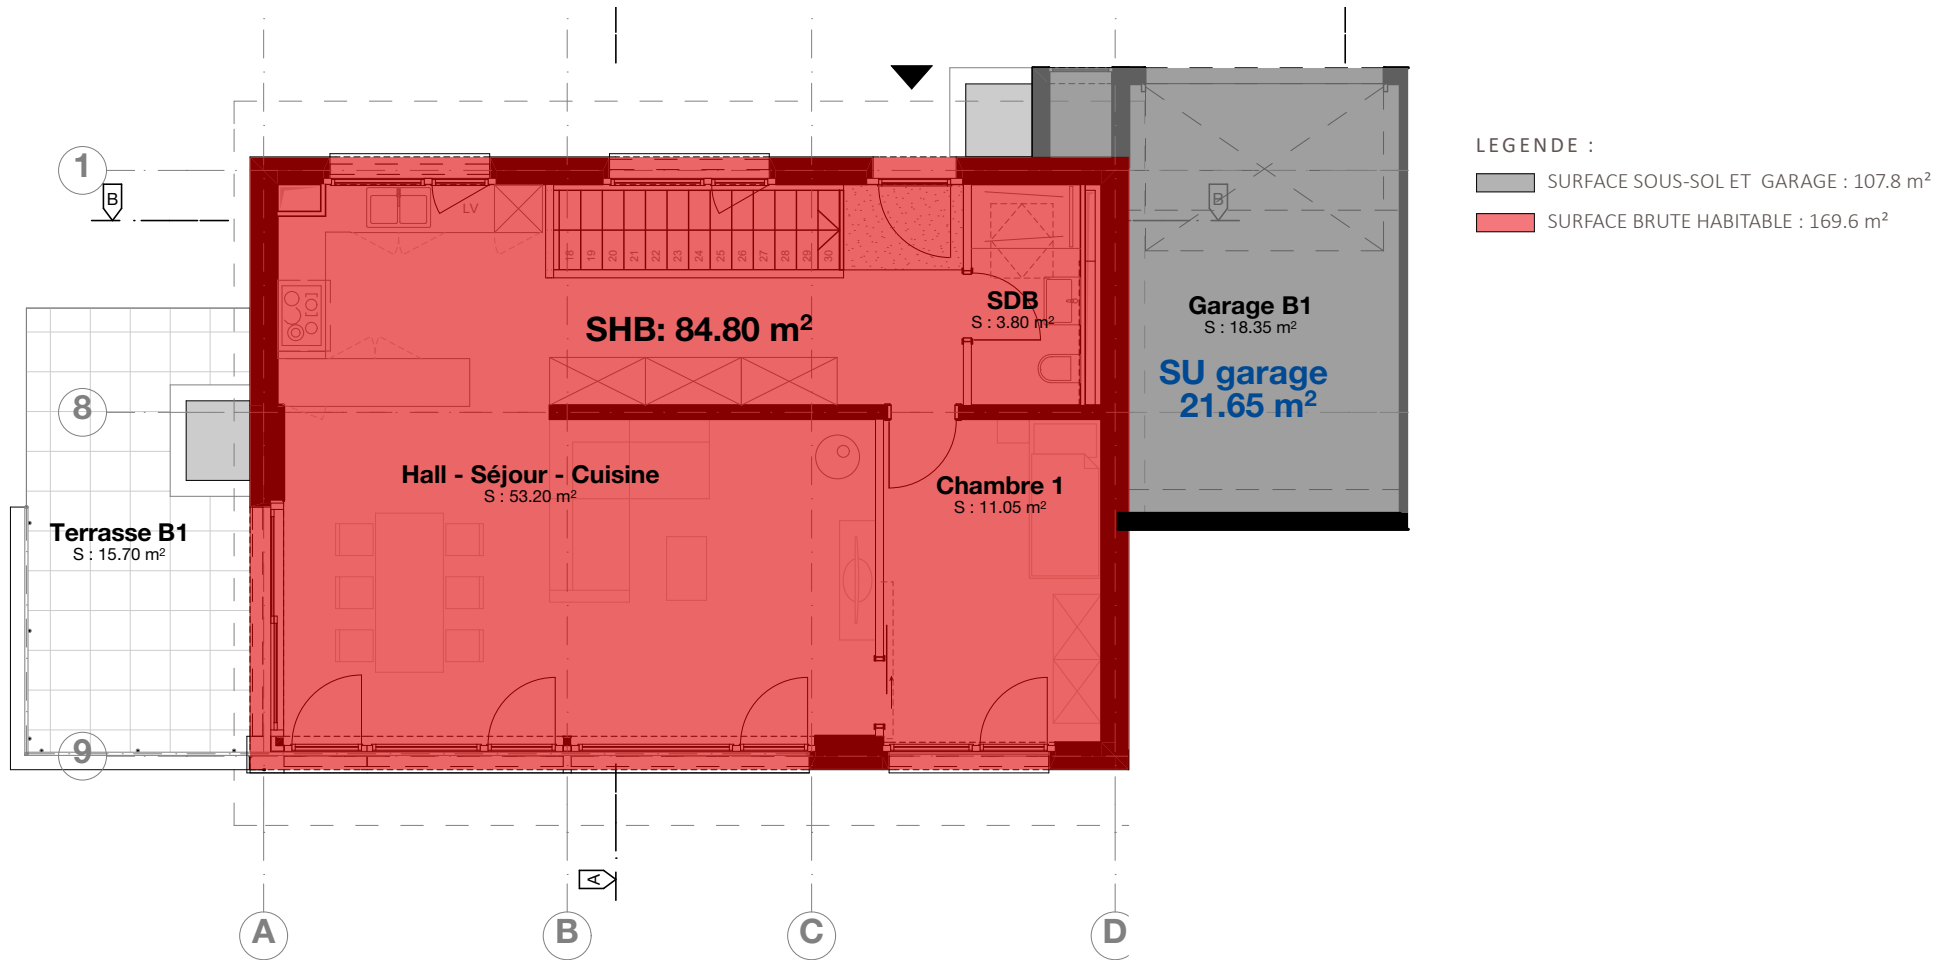 1
B
LV
18 19 20 21 22 23 24 25 26 27 28 29 30
B
LEGENDE :
SURFACE SOUS-SOL ET GARAGE : 107.8 m²
SURFACE BRUTE HABITABLE : 169.6 m²
SHB: 84.80 m²
SDB
S : 3.80 m²
Garage B1
S : 18.35 m²
SU garage
21.65 m²
8
Hall - Séjour - Cuisine
S : 53.20 m²
Chambre 1
S : 11.05 m²
Terrasse B1
S : 15.70 m²
9
A
A
B
C
D